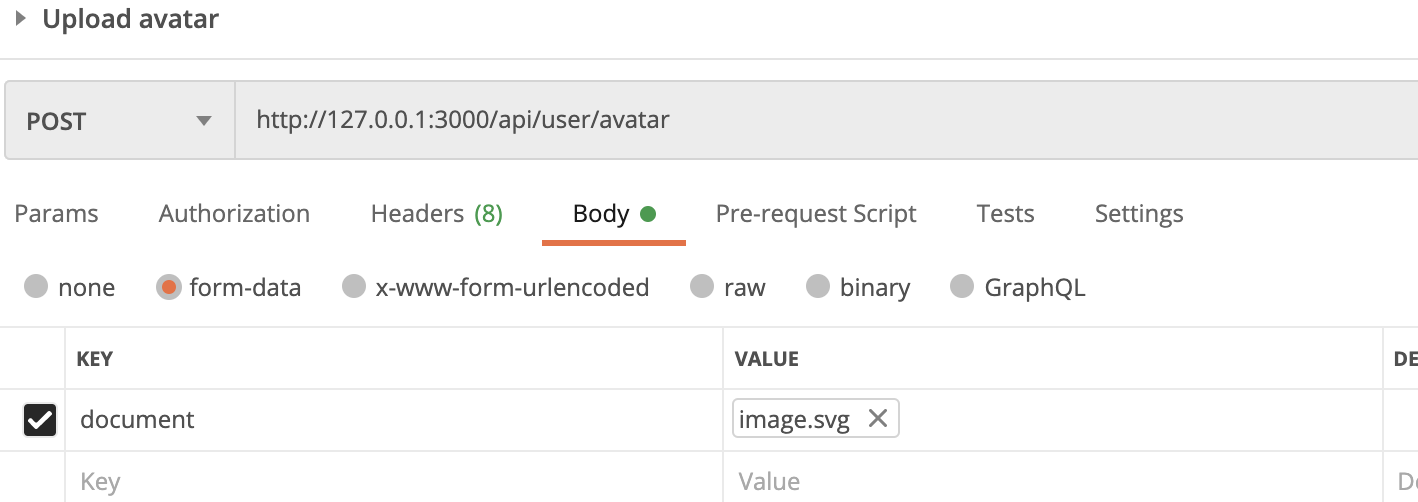 Upload avatar
POST http://127.0.0.1:3000/api/user/avatar
Params Authorization Headers (8) Body Pre-request Script Tests Settings
none form-data x-www-form-urlencoded raw binary GraphQL
KEY VALUE DE
document image.svg
Key Value